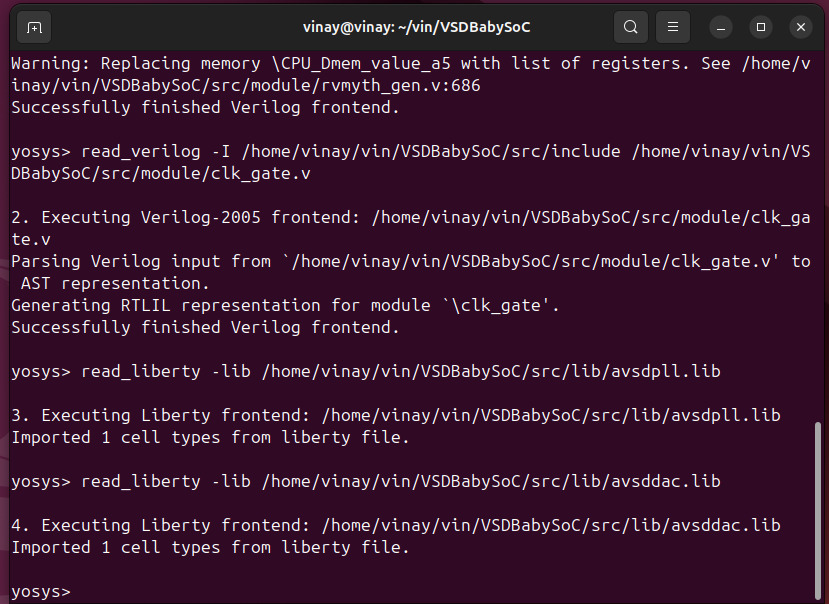 vinay@vinay: ~/vin/VSDBabySoC
Warning: Replacing memory \CPU_Dmem_value_a5 with list of registers. See /home/v
inay/vin/VSDBabySoC/src/module/rvmyth_gen.v:686
Successfully finished Verilog frontend.
yosys> read_verilog -I /home/vinay/vin/VSDBabySoC/src/include /home/vinay/vin/VS
DBabySoC/src/module/clk_gate.v
2. Executing Verilog-2005 frontend: /home/vinay/vin/VSDBabySoC/src/module/clk_ga
te.v
Parsing Verilog input from `/home/vinay/vin/VSDBabySoC/src/module/clk_gate.v' to
 AST representation.
Generating RTLIL representation for module `\clk_gate'.
Successfully finished Verilog frontend.
yosys> read_liberty -lib /home/vinay/vin/VSDBabySoC/src/lib/avsdpll.lib
3. Executing Liberty frontend: /home/vinay/vin/VSDBabySoC/src/lib/avsdpll.lib
Imported 1 cell types from liberty file.
yosys> read_liberty -lib /home/vinay/vin/VSDBabySoC/src/lib/avsddac.lib
4. Executing Liberty frontend: /home/vinay/vin/VSDBabySoC/src/lib/avsddac.lib
Imported 1 cell types from liberty file.
yosys>